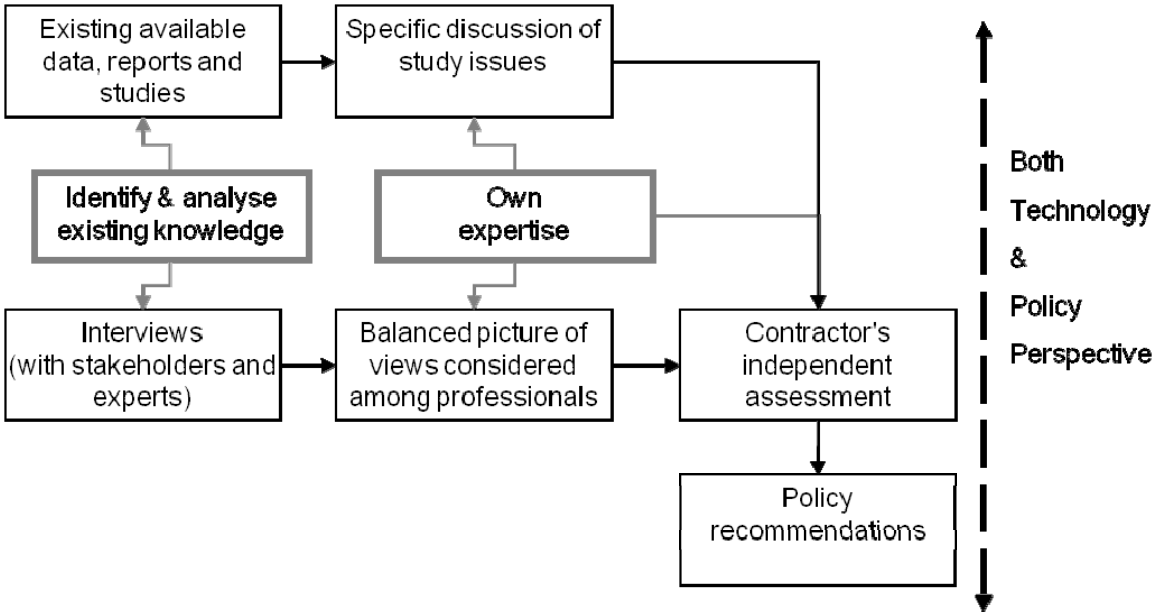 Existing available
data, reports and
studies
Specific discussion of
study issues
Identify & analyse
existing knowledge
Own
expertise
Interviews
(with stakeholders and
experts)
Balanced picture of
views considered
among professionals
Contractor's
independent
assessment
Policy
recommendations
Both
Technology
&
Policy
Perspective